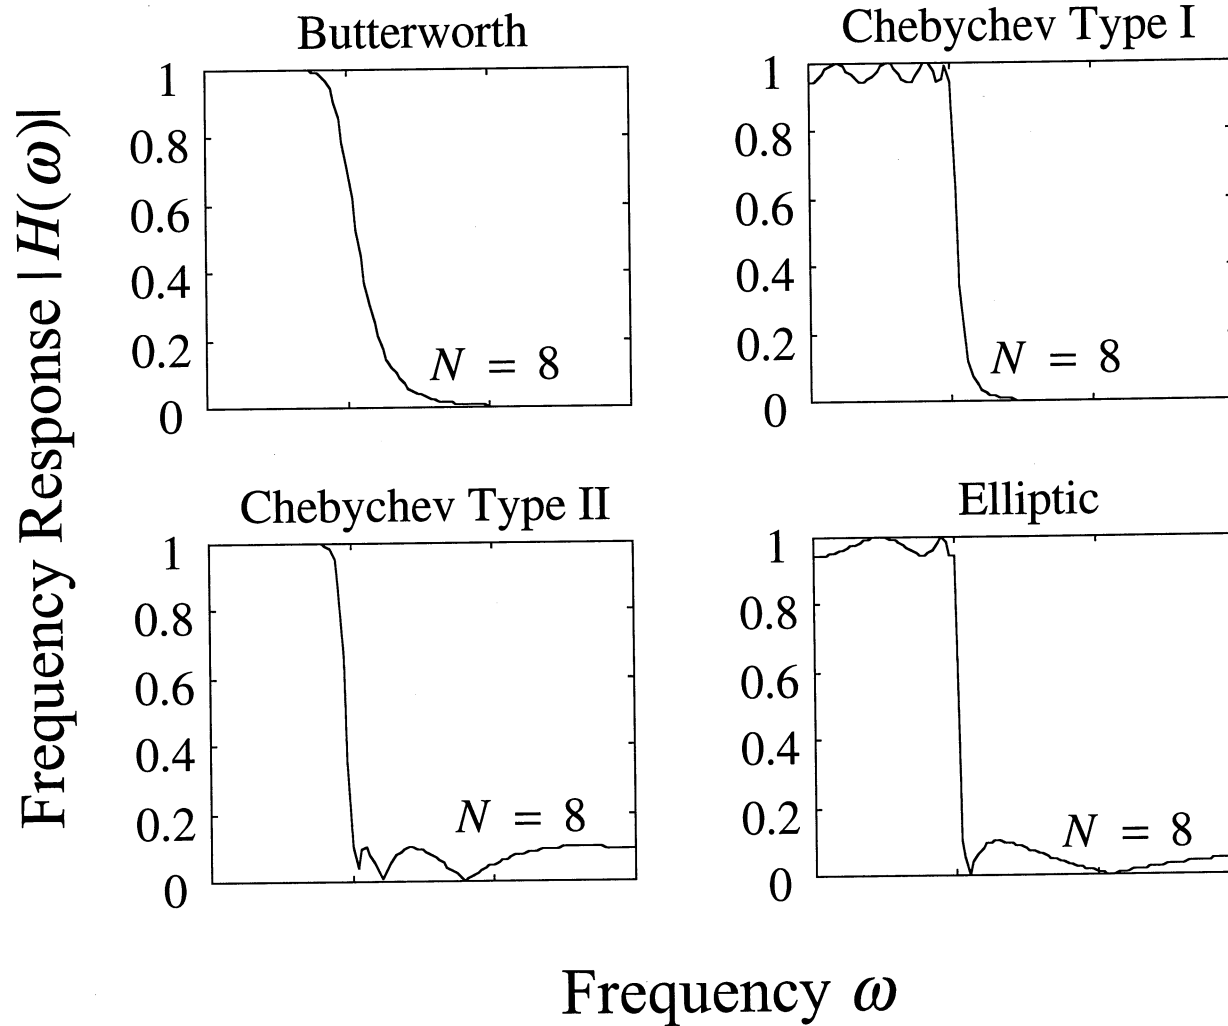 Frequency Response |H(ω)|
Butterworth
1
0.8
0.6
0.4
0.2
0
N = 8
Chebychev Type I
1
0.8
0.6
0.4
0.2
0
N = 8
Chebychev Type II
1
0.8
0.6
0.4
0.2
0
N = 8
Elliptic
1
0.8
0.6
0.4
0.2
0
N = 8
Frequency ω